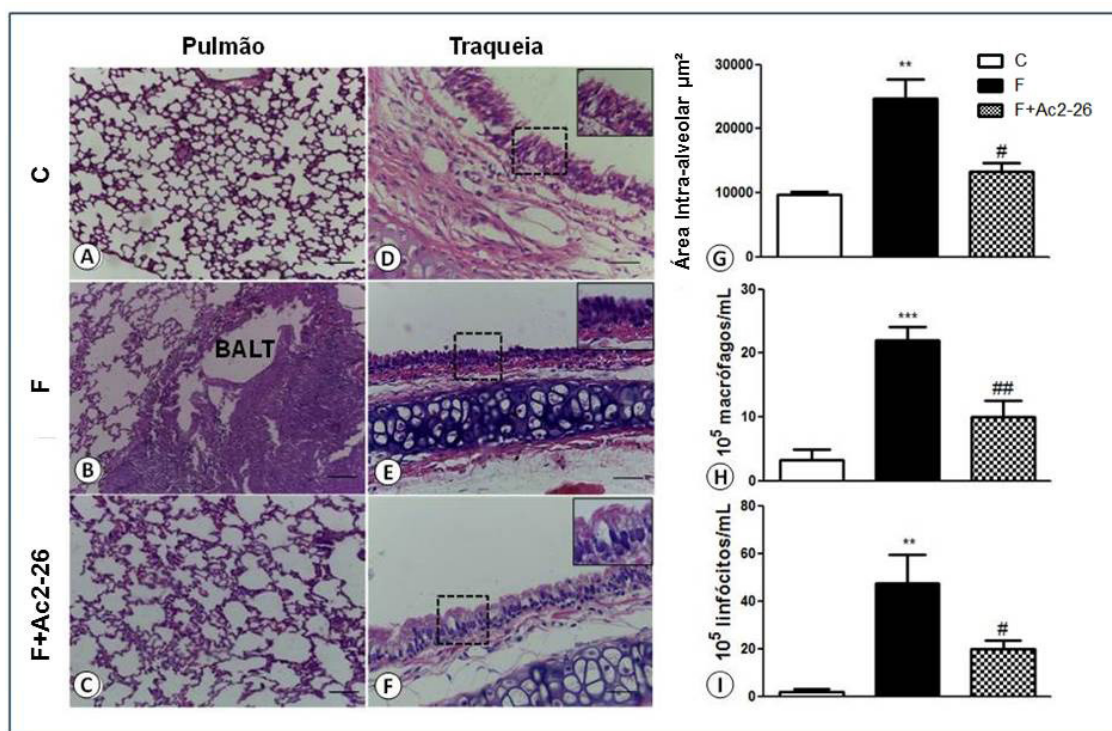 Pulmão
Traqueia
C
A
D
F
BALT
B
E
F+Ac2-26
C
F
Área Intra-alveolar µm²
30000
20000
10000
0
**
#
C
F
F+Ac2-26
G
10⁵ macrófagos/mL
30
20
10
0
***
##
H
10⁵ linfócitos/mL
80
60
40
20
0
**
#
I